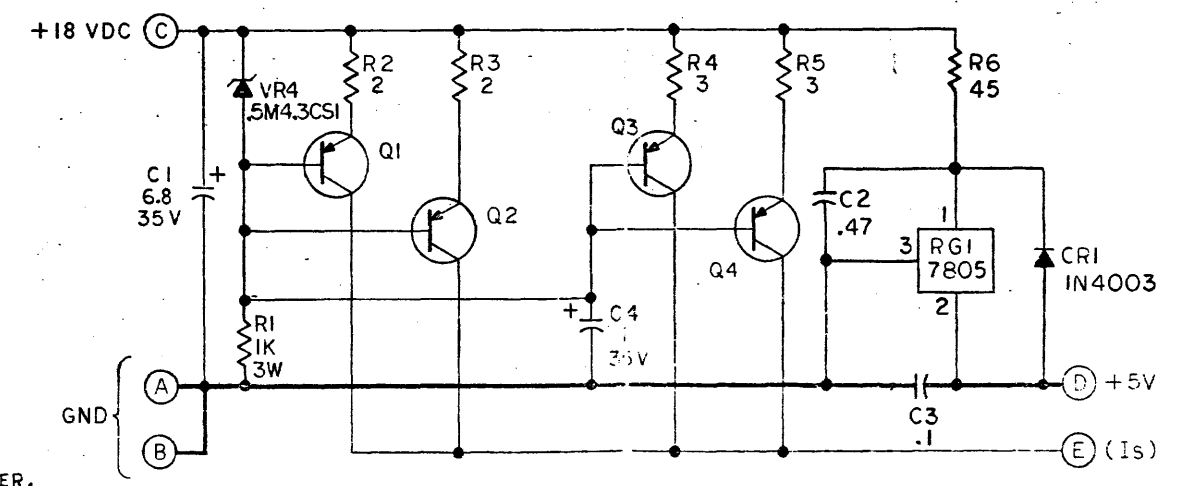 +18 VDC C
VR4
.5M4.3CS1
R2
2
R3
2
R4
3
R5
3
R6
45
C1
6.8
35V
+
Q1
Q2
Q3
Q4
C2
.47
1
3
RG1
7805
2
CR1
1N4003
R1
1K
3W
+
C4
35V
GND
A
B
C3
.1
D +5V
E (Is)
ER.